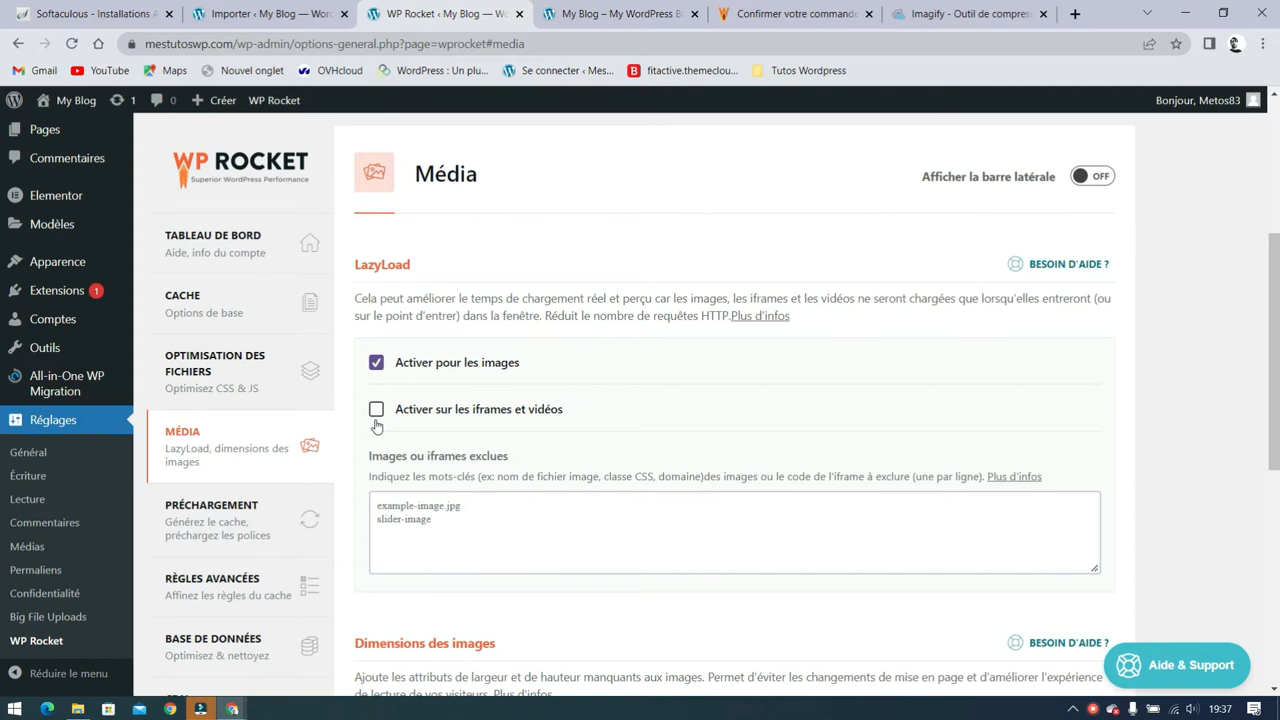 Softaculous - Installations A
Importer ‹ My Blog — WordP
WP Rocket ‹ My Blog — Wo
My Blog – My WordPress Bl
Confirmer votre commande
Imagify - Outil de compress
mestutoswp.com/wp-admin/options-general.php?page=wprocket#media
Gmail
YouTube
Maps
Nouvel onglet
OVHcloud
WordPress : Un plu...
Se connecter ‹ Mes...
fitactive.themeclou...
Tutos Wordpress
My Blog
1
0
Créer
WP Rocket
Bonjour, Metos83
Pages
Commentaires
Elementor
Modèles
Apparence
Extensions 1
Comptes
Outils
All-in-One WP
Migration
Réglages
Général
Écriture
Lecture
Commentaires
Médias
Permaliens
Confidentialité
Big File Uploads
WP Rocket
Réduire le menu
WP ROCKET
Superior WordPress Performance
TABLEAU DE BORD
Aide, info du compte
CACHE
Options de base
OPTIMISATION DES
FICHIERS
Optimisez CSS & JS
MÉDIA
LazyLoad, dimensions des
images
PRÉCHARGEMENT
Générez le cache,
préchargez les polices
RÈGLES AVANCÉES
Affinez les règles du cache
BASE DE DONNÉES
Optimisez & nettoyez
Média
Afficher la barre latérale
OFF
LazyLoad
BESOIN D'AIDE ?
Cela peut améliorer le temps de chargement réel et perçu car les images, les iframes et les vidéos ne seront chargées que lorsqu'elles entreront (ou
sur le point d'entrer) dans la fenêtre. Réduit le nombre de requêtes HTTP.Plus d'infos
Activer pour les images
Activer sur les iframes et vidéos
Images ou iframes exclues
Indiquez les mots-clés (ex: nom de fichier image, classe CSS, domaine)des images ou le code de l'iframe à exclure (une par ligne). Plus d'infos
example-image.jpg
slider-image
Dimensions des images
BESOIN D'AIDE ?
Ajoute les attributs de largeur et de hauteur manquants aux images. Permet d'éviter les changements de mise en page et d'améliorer l'expérience
de lecture de vos visiteurs. Plus d'infos
Aide & Support
19:37